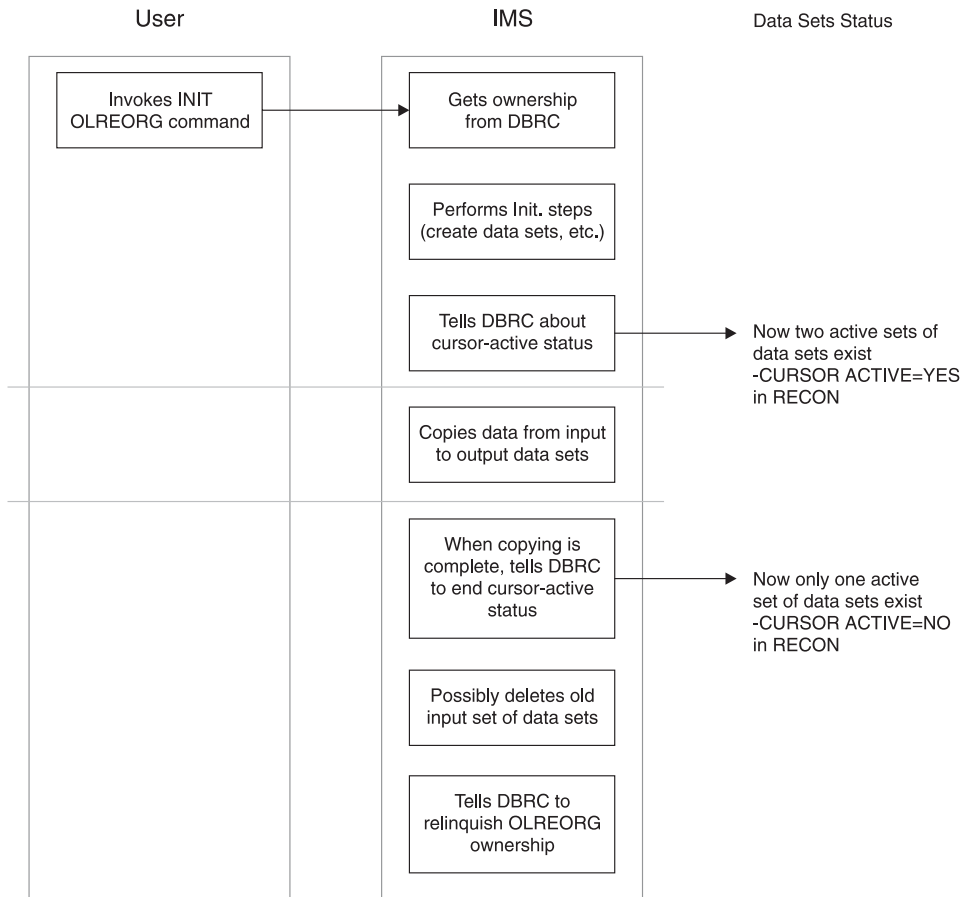 User
IMS
Data Sets Status
Invokes INIT
OLREORG command
Gets ownership
from DBRC
Performs Init. steps
(create data sets, etc.)
Tells DBRC about
cursor-active status
Now two active sets of
data sets exist
-CURSOR ACTIVE=YES
in RECON
Copies data from input
to output data sets
When copying is
complete, tells DBRC
to end cursor-active
status
Now only one active
set of data sets exist
-CURSOR ACTIVE=NO
in RECON
Possibly deletes old
input set of data sets
Tells DBRC to
relinquish OLREORG
ownership